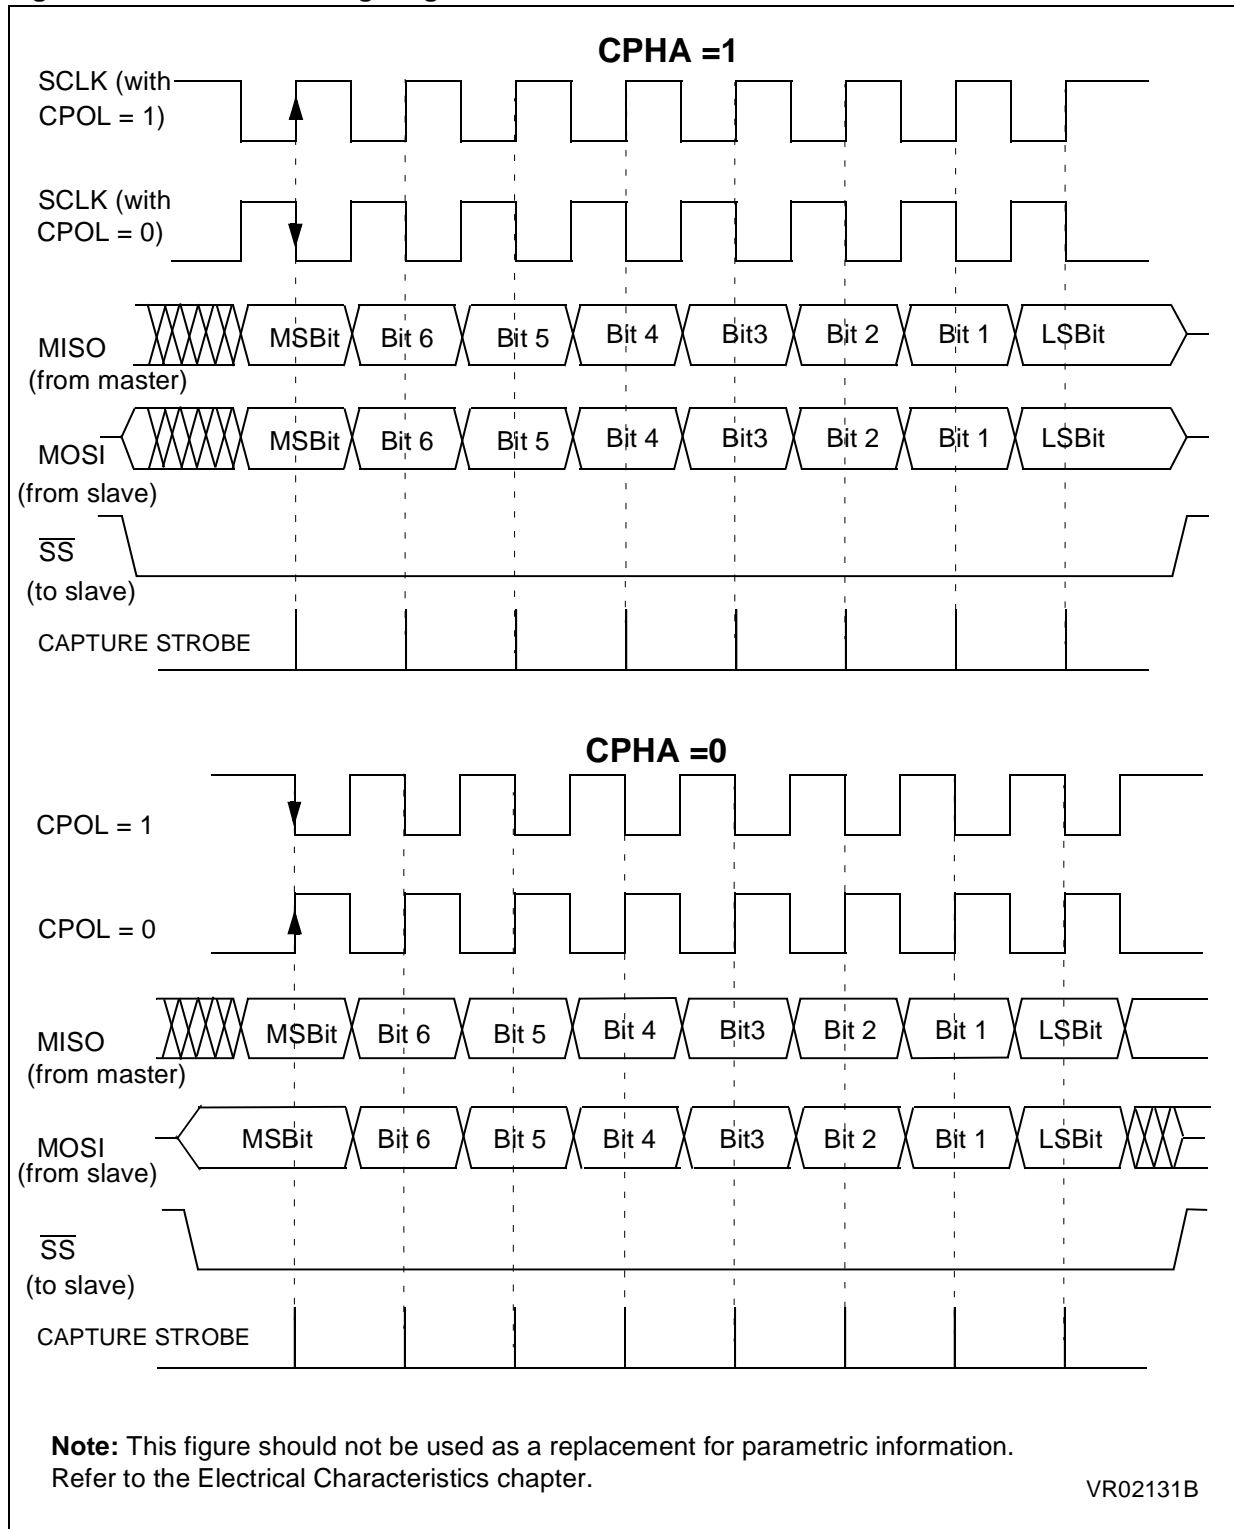 CPHA =1
SCLK (with
CPOL = 1)
SCLK (with
CPOL = 0)
MSBit Bit 6 Bit 5 Bit 4 Bit3 Bit 2 Bit 1 LSBit
MISO
(from master)
MSBit Bit 6 Bit 5 Bit 4 Bit3 Bit 2 Bit 1 LSBit
MOSI
(from slave)
SS
(to slave)
CAPTURE STROBE
CPHA =0
CPOL = 1
CPOL = 0
MSBit Bit 6 Bit 5 Bit 4 Bit3 Bit 2 Bit 1 LSBit
MISO
(from master)
MSBit Bit 6 Bit 5 Bit 4 Bit3 Bit 2 Bit 1 LSBit
MOSI
(from slave)
SS
(to slave)
CAPTURE STROBE
Note: This figure should not be used as a replacement for parametric information.
Refer to the Electrical Characteristics chapter.
VR02131B